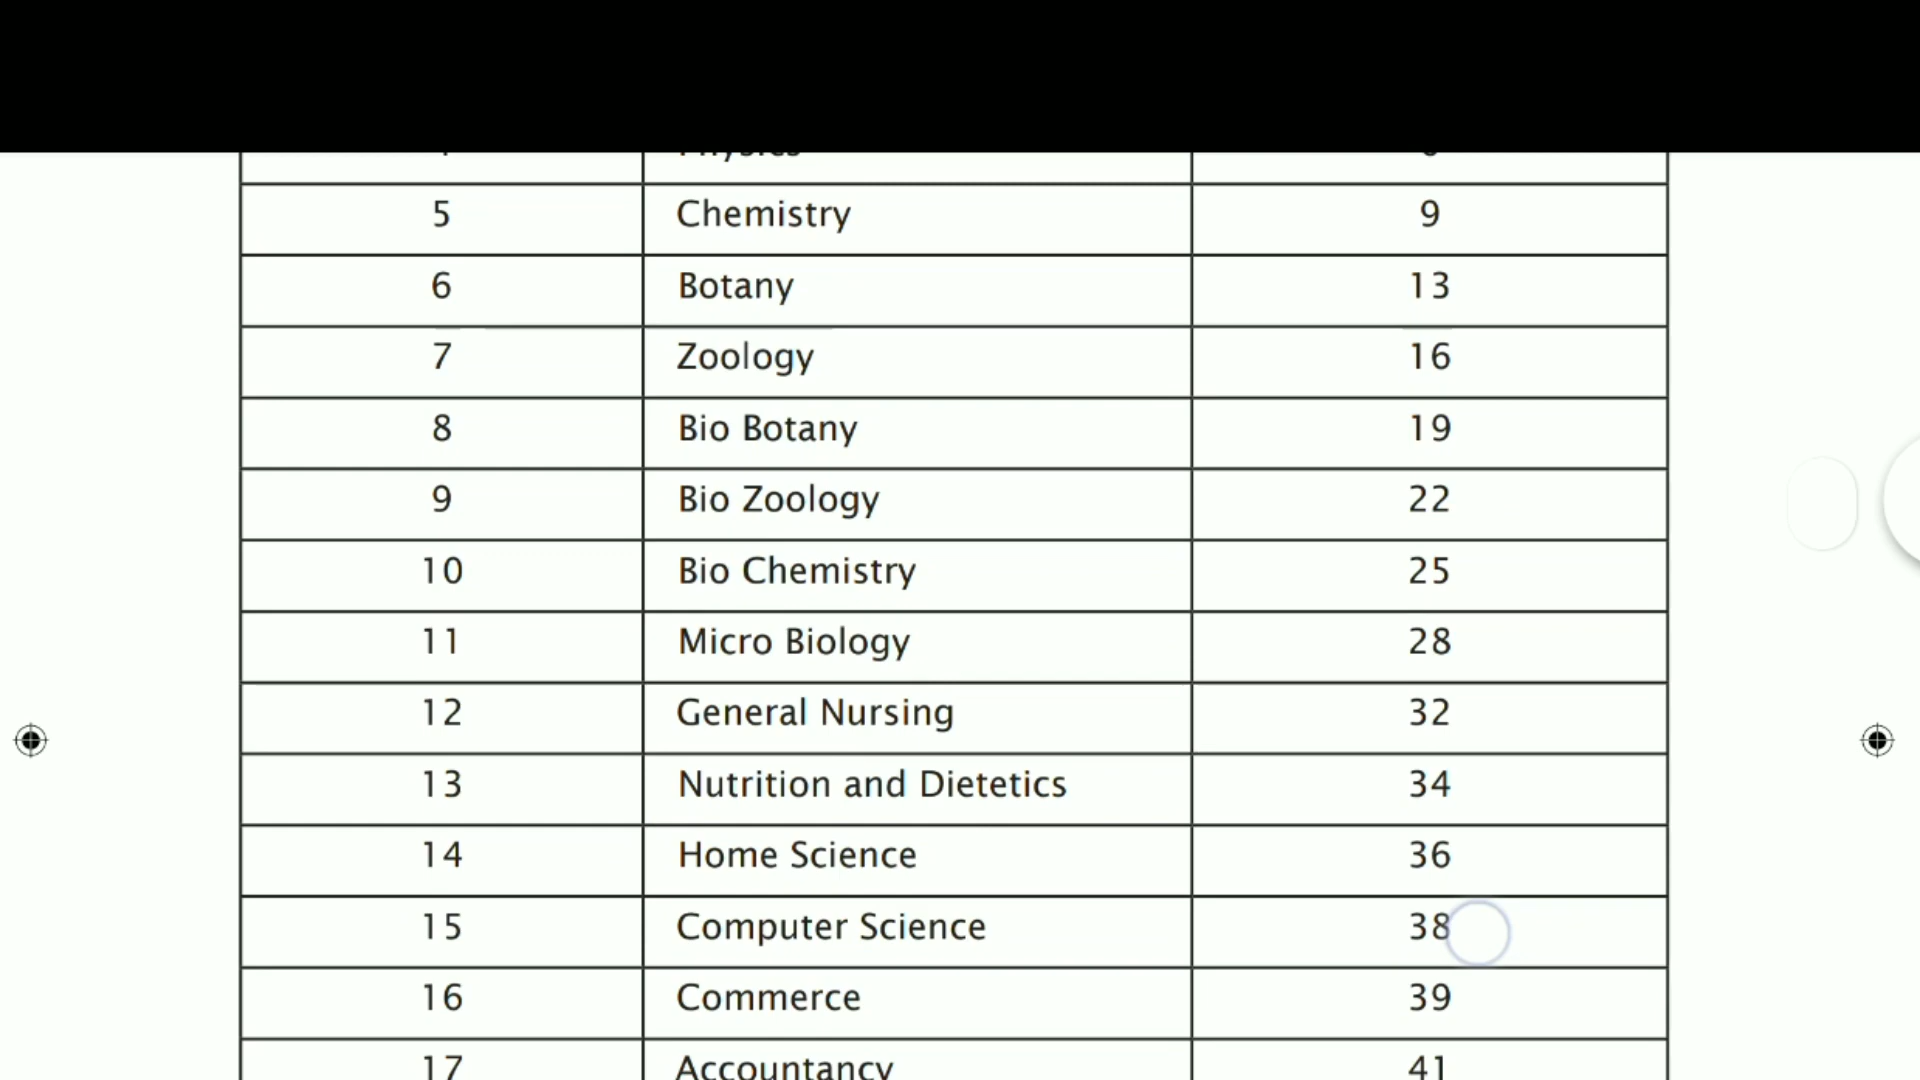 Physics
5 Chemistry 9
6 Botany 13
7 Zoology 16
8 Bio Botany 19
9 Bio Zoology 22
10 Bio Chemistry 25
11 Micro Biology 28
12 General Nursing 32
13 Nutrition and Dietetics 34
14 Home Science 36
15 Computer Science 38
16 Commerce 39
17 Accountancy 41